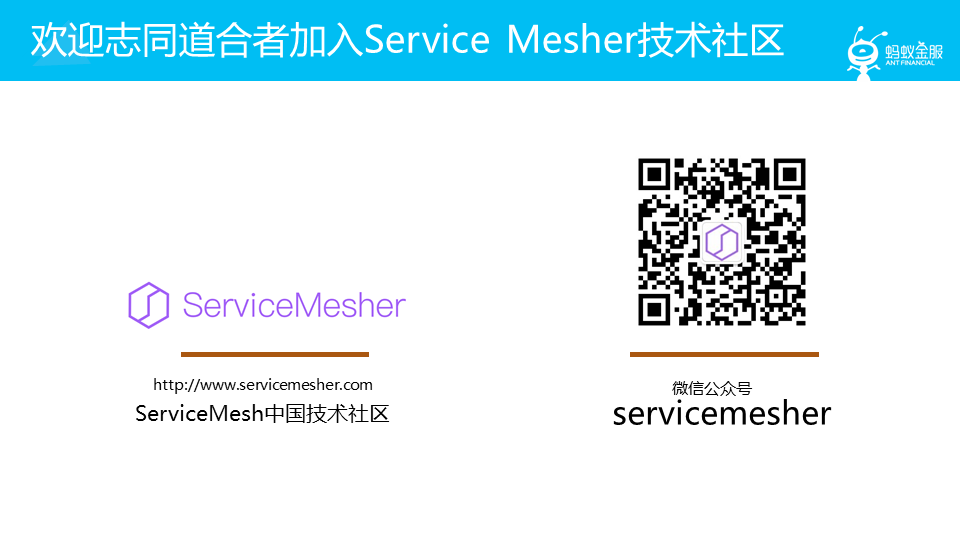 欢迎志同道合者加入Service Mesher技术社区
蚂蚁金服
ANT FINANCIAL
ServiceMesher
http://www.servicemesher.com
ServiceMesh中国技术社区
微信公众号
servicemesher